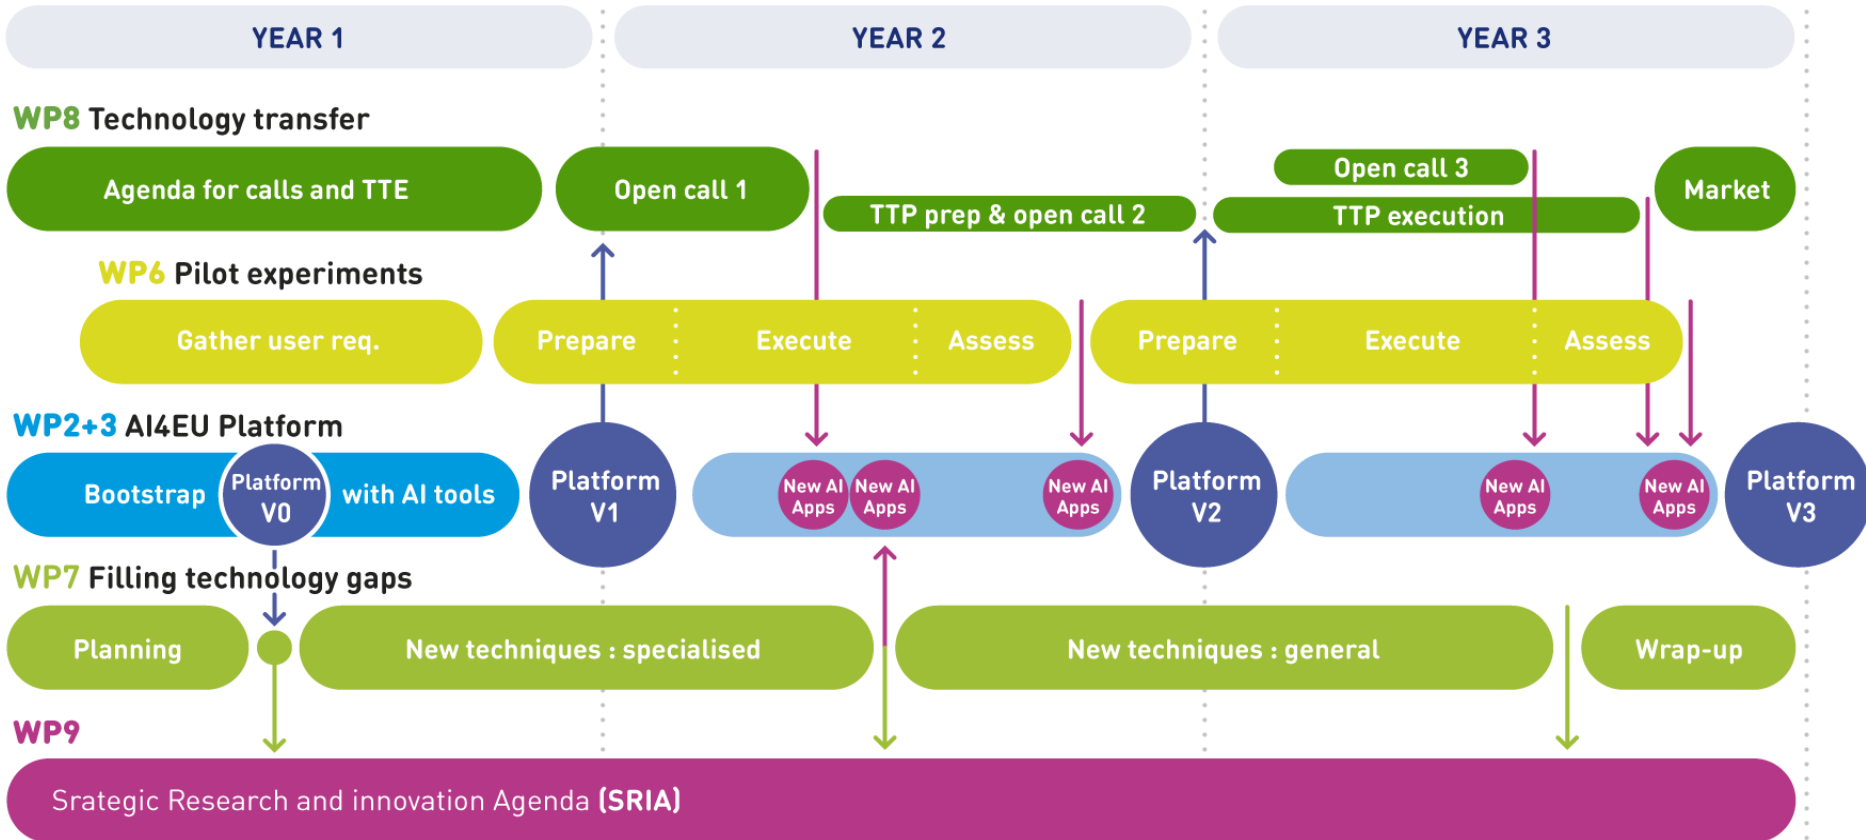 YEAR 1
YEAR 2
YEAR 3
WP8 Technology transfer
Agenda for calls and TTE
Open call 1
TTP prep & open call 2
Open call 3
TTP execution
Market
WP6 Pilot experiments
Gather user req.
Prepare
Execute
Assess
Prepare
Execute
Assess
WP2+3 AI4EU Platform
Bootstrap
Platform
V0
with AI tools
Platform
V1
New AI
Apps
New AI
Apps
New AI
Apps
Platform
V2
New AI
Apps
New AI
Apps
Platform
V3
WP7 Filling technology gaps
Planning
New techniques : specialised
New techniques : general
Wrap-up
WP9
Srategic Research and innovation Agenda (SRIA)